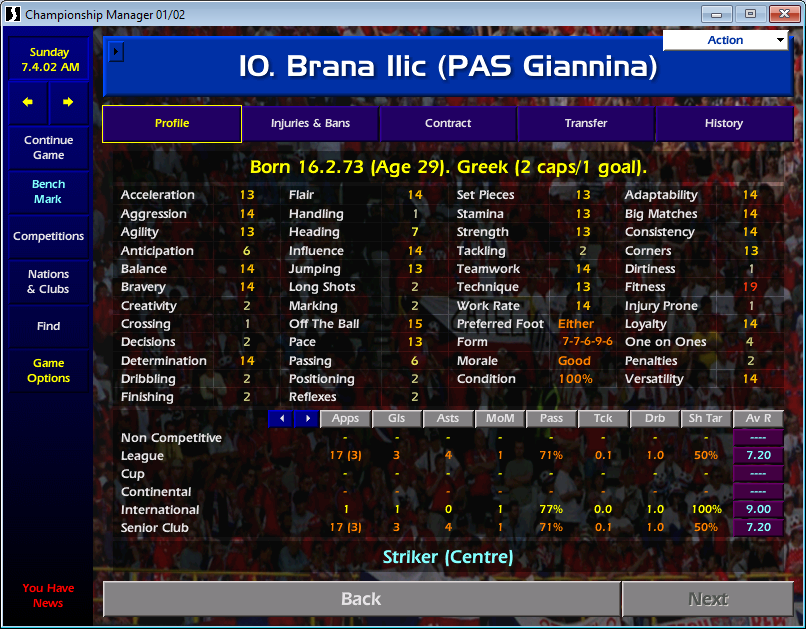 Championship Manager 01/02
Sunday
7.4.02 AM
Continue
Game
Bench
Mark
Competitions
Nations
& Clubs
Find
Game
Options
You Have
News
Action
10. Brana Ilic (PAS Giannina)
Profile Injuries & Bans Contract Transfer History
Born 16.2.73 (Age 29). Greek (2 caps/1 goal).
Acceleration 13 Flair 14 Set Pieces 13 Adaptability 14
Aggression 14 Handling 1 Stamina 13 Big Matches 14
Agility 13 Heading 7 Strength 13 Consistency 14
Anticipation 6 Influence 14 Tackling 2 Corners 13
Balance 14 Jumping 13 Teamwork 14 Dirtiness 1
Bravery 14 Long Shots 2 Technique 13 Fitness 19
Creativity 2 Marking 2 Work Rate 14 Injury Prone 1
Crossing 1 Off The Ball 15 Preferred Foot Either Loyalty 14
Decisions 2 Pace 13 Form 7-7-6-9-6 One on Ones 4
Determination 14 Passing 6 Morale Good Penalties 2
Dribbling 2 Positioning 2 Condition 100% Versatility 14
Finishing 2 Reflexes 2
Apps Gls Asts MoM Pass Tck Drb Sh Tar Av R
Non Competitive - - - - - - - - ----
League 17 (3) 3 4 1 71% 0.1 1.0 50% 7.20
Cup - - - - - - - - ----
Continental - - - - - - - - ----
International 1 1 0 1 77% 0.0 1.0 100% 9.00
Senior Club 17 (3) 3 4 1 71% 0.1 1.0 50% 7.20
Striker (Centre)
Back Next